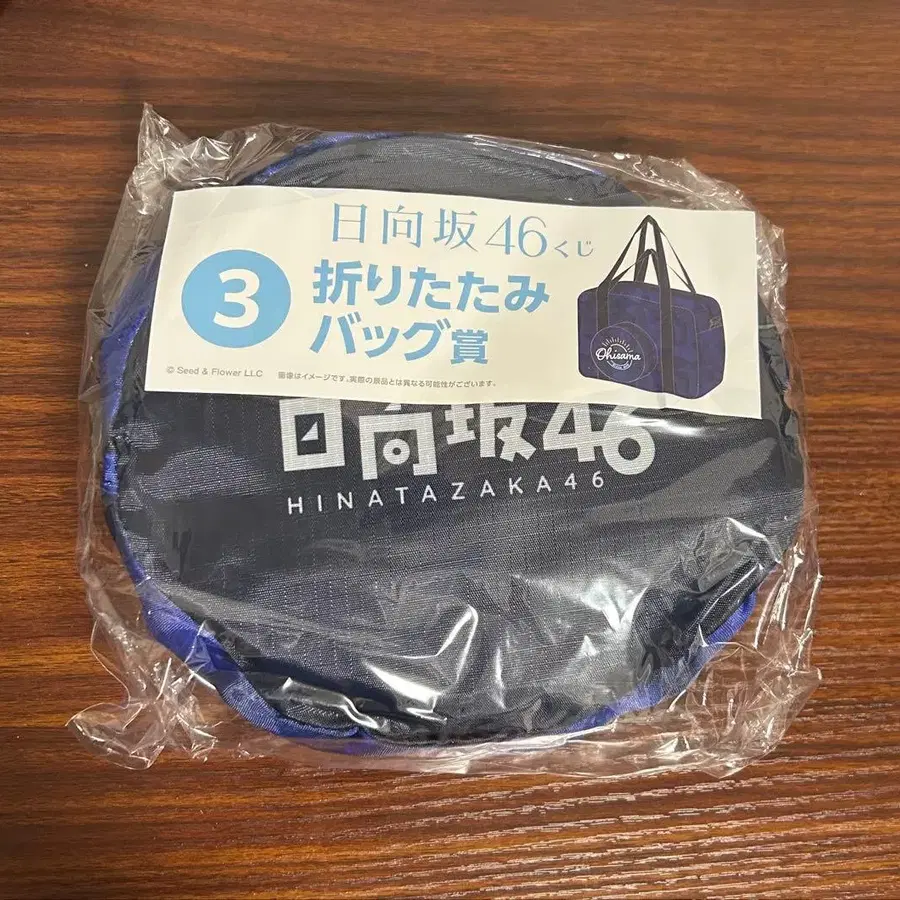 日向坂46くじ
3
折りたたみ
バッグ賞
Ohisama
© Seed & Flower LLC
画像はイメージです。実際の景品とは異なる可能性がございます。
日向坂46
HINATAZAKA46